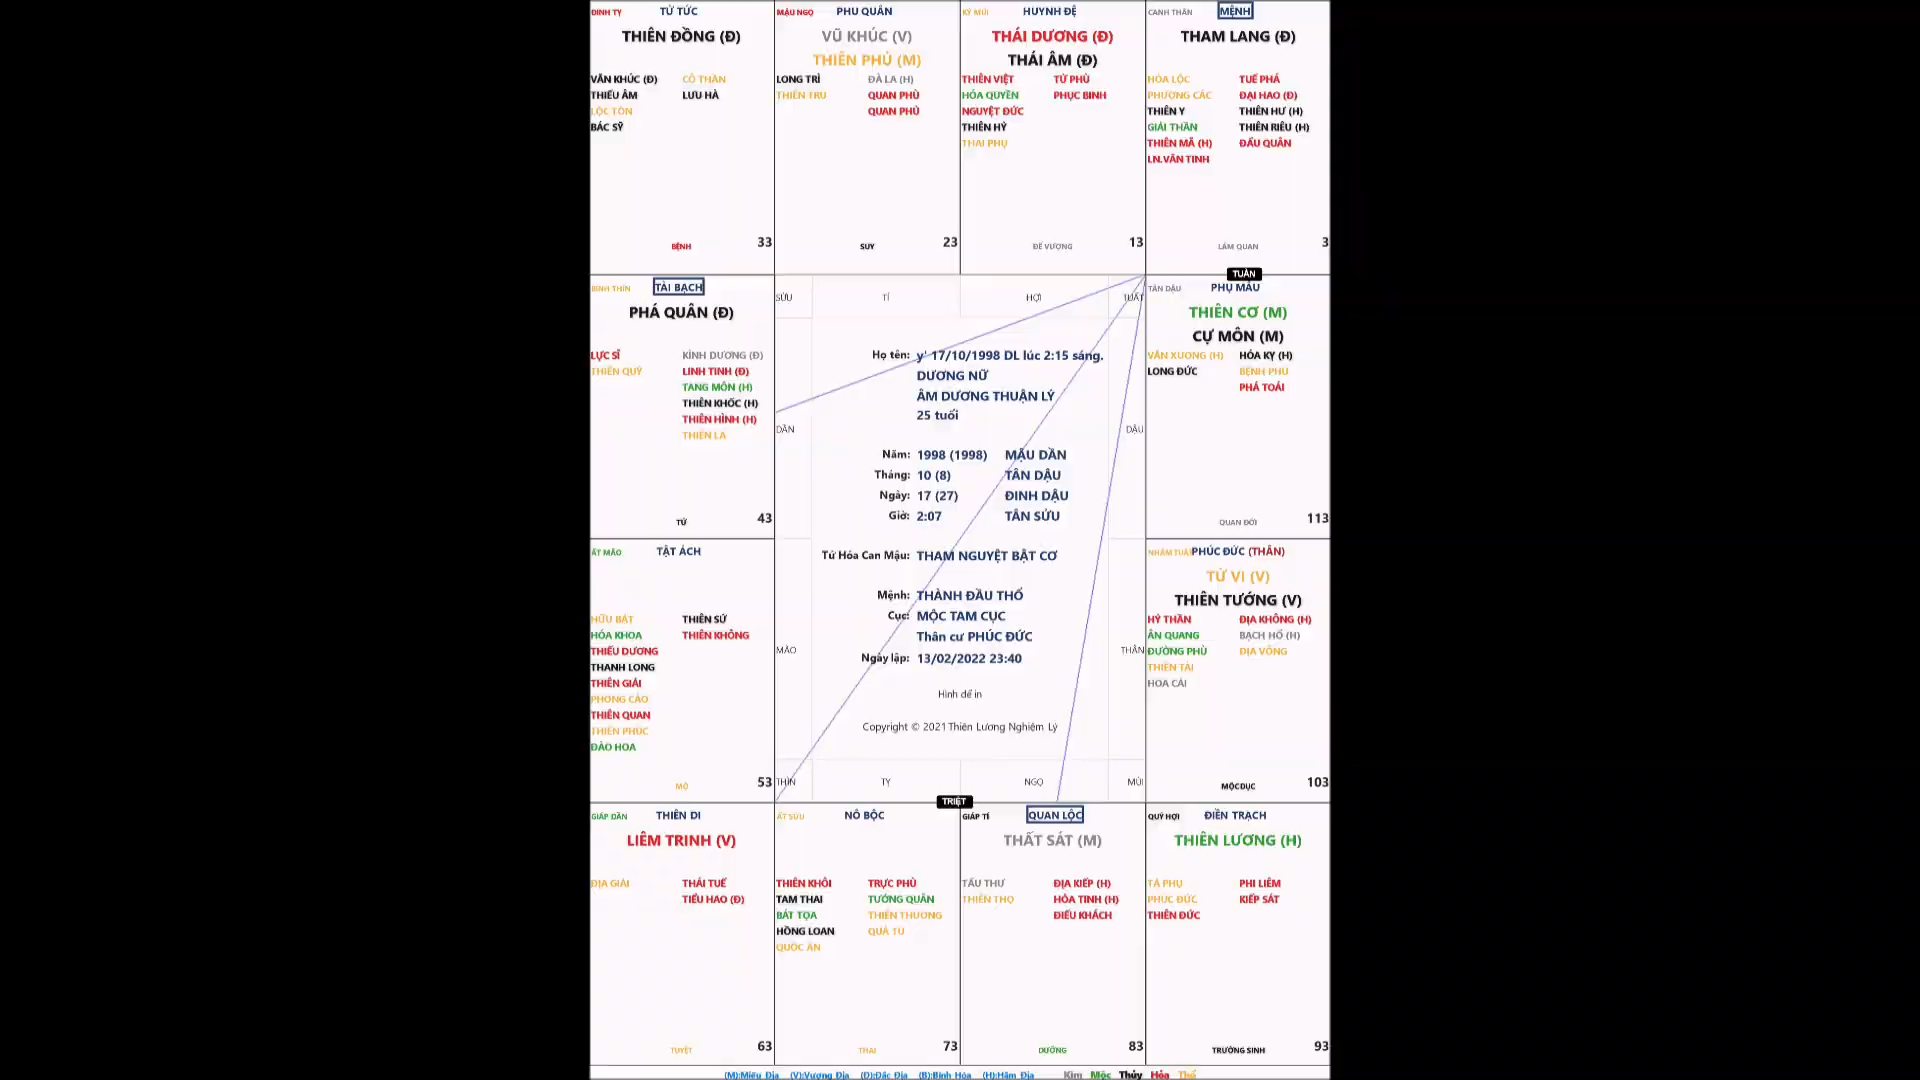 ĐINH TỴ TỬ TỨC
THIÊN ĐỒNG (Đ)
VĂN KHÚC (Đ) CÔ THẦN
THIẾU ÂM LƯU HÀ
LỘC TỒN
BÁC SỸ
BỆNH 33
MẬU NGỌ PHU QUÂN
VŨ KHÚC (V)
THIÊN PHỦ (M)
LONG TRÌ ĐÀ LA (H)
THIÊN TRÙ QUAN PHÙ
QUAN PHỦ
SUY 23
KỶ MÙI HUYNH ĐỆ
THÁI DƯƠNG (Đ)
THÁI ÂM (Đ)
THIÊN VIỆT TỬ PHÙ
HÓA QUYỀN PHỤC BINH
NGUYỆT ĐỨC
THIÊN HỶ
THAI PHỤ
ĐẾ VƯỢNG 13
CANH THÂN MỆNH
THAM LANG (Đ)
HÓA LỘC TUẾ PHÁ
PHƯỢNG CÁC ĐẠI HAO (Đ)
THIÊN Y THIÊN HƯ (H)
GIẢI THẦN THIÊN RIÊU (H)
THIÊN MÃ (H) ĐẨU QUÂN
LN.VĂN TINH
LÂM QUAN 3
TUẦN
BÍNH THÌN TÀI BẠCH
PHÁ QUÂN (Đ)
LỰC SĨ KÌNH DƯƠNG (Đ)
THIÊN QUÝ LINH TINH (Đ)
TANG MÔN (H)
THIÊN KHỐC (H)
THIÊN HÌNH (H)
THIÊN LA
TỬ 43
SỬU TÍ HỢI TUẤT
Họ tên: y' 17/10/1998 DL lúc 2:15 sáng.
DƯƠNG NỮ
ÂM DƯƠNG THUẬN LÝ
25 tuổi
DẦN DẬU
Năm: 1998 (1998) MẬU DẦN
Tháng: 10 (8) TÂN DẬU
Ngày: 17 (27) ĐINH DẬU
Giờ: 2:07 TÂN SỬU
Tứ Hóa Can Mậu: THAM NGUYỆT BẬT CƠ
Mệnh: THÀNH ĐẦU THỔ
Cục: MỘC TAM CỤC
Thân cư PHÚC ĐỨC
MÃO THÂN
Ngày lập: 13/02/2022 23:40
Hình để in
Copyright © 2021 Thiên Lương Nghiệm Lý
THÌN TỴ NGỌ MÙI
TRIỆT
TÂN DẬU PHỤ MẪU
THIÊN CƠ (M)
CỰ MÔN (M)
VĂN XƯƠNG (H) HÓA KỴ (H)
LONG ĐỨC BỆNH PHÙ
PHÁ TOÁI
QUAN ĐỚI 113
ẤT MÃO TẬT ÁCH
HỮU BẬT THIÊN SỨ
HÓA KHOA THIÊN KHÔNG
THIẾU DƯƠNG
THANH LONG
THIÊN GIẢI
PHONG CÁO
THIÊN QUAN
THIÊN PHÚC
ĐÀO HOA
MỘ 53
NHÂM TUẤT PHÚC ĐỨC (THÂN)
TỬ VI (V)
THIÊN TƯỚNG (V)
HỶ THẦN ĐỊA KHÔNG (H)
ÂN QUANG BẠCH HỔ (H)
ĐƯỜNG PHÙ ĐỊA VÕNG
THIÊN TÀI
HOA CÁI
MỘC DỤC 103
GIÁP DẦN THIÊN DI
LIÊM TRINH (V)
ĐỊA GIẢI THÁI TUẾ
TIỂU HAO (Đ)
TUYỆT 63
ẤT SỬU NÔ BỘC
THIÊN KHÔI TRỰC PHÙ
TAM THAI TƯỚNG QUÂN
BÁT TỌA THIÊN THƯƠNG
HỒNG LOAN QUẢ TÚ
QUỐC ẤN
THAI 73
GIÁP TÍ QUAN LỘC
THẤT SÁT (M)
TẤU THƯ ĐỊA KIẾP (H)
THIÊN THỌ HỎA TINH (H)
ĐIẾU KHÁCH
DƯỠNG 83
QUÝ HỢI ĐIỀN TRẠCH
THIÊN LƯƠNG (H)
TẢ PHỤ PHI LIÊM
PHÚC ĐỨC KIẾP SÁT
THIÊN ĐỨC
TRƯỜNG SINH 93
(M):Miếu Địa (V):Vượng Địa (Đ):Đắc Địa (B):Bình Hòa (H):Hãm Địa Kim Mộc Thủy Hỏa Thổ